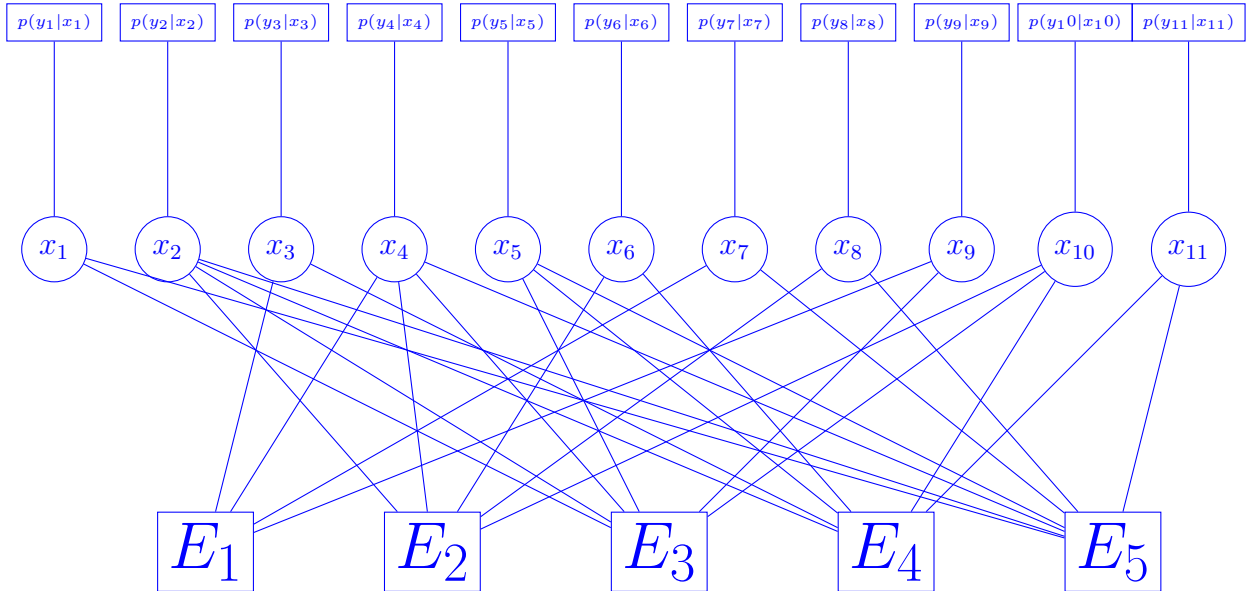 p(y₁|x₁) p(y₂|x₂) p(y₃|x₃) p(y₄|x₄) p(y₅|x₅) p(y₆|x₆) p(y₇|x₇) p(y₈|x₈) p(y₉|x₉) p(y₁0|x₁0) p(y₁₁|x₁₁)
x₁ x₂ x₃ x₄ x₅ x₆ x₇ x₈ x₉ x₁₀ x₁₁
E₁ E₂ E₃ E₄ E₅